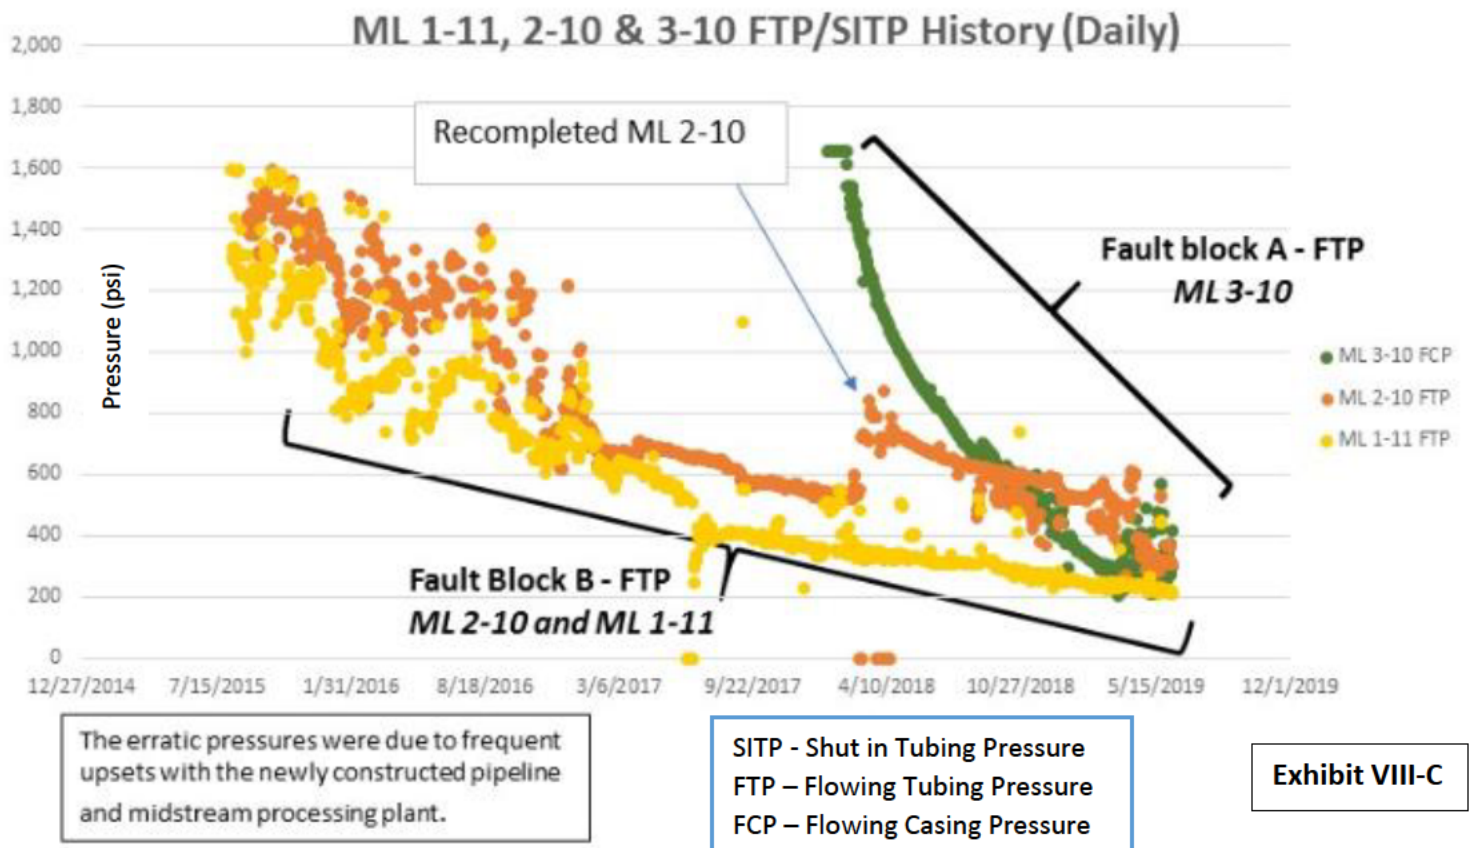 ML 1-11, 2-10 & 3-10 FTP/SITP History (Daily)
2,000
1,800
1,600
1,400
1,200
1,000
800
600
400
200
0
Pressure (psi)
Recompleted ML 2-10
Fault block A - FTP
ML 3-10
ML 3-10 FCP
ML 2-10 FTP
ML 1-11 FTP
Fault Block B - FTP
ML 2-10 and ML 1-11
12/27/2014 7/15/2015 1/31/2016 8/18/2016 3/6/2017 9/22/2017 4/10/2018 10/27/2018 5/15/2019 12/1/2019
The erratic pressures were due to frequent
upsets with the newly constructed pipeline
and midstream processing plant.
SITP - Shut in Tubing Pressure
FTP – Flowing Tubing Pressure
FCP – Flowing Casing Pressure
Exhibit VIII-C